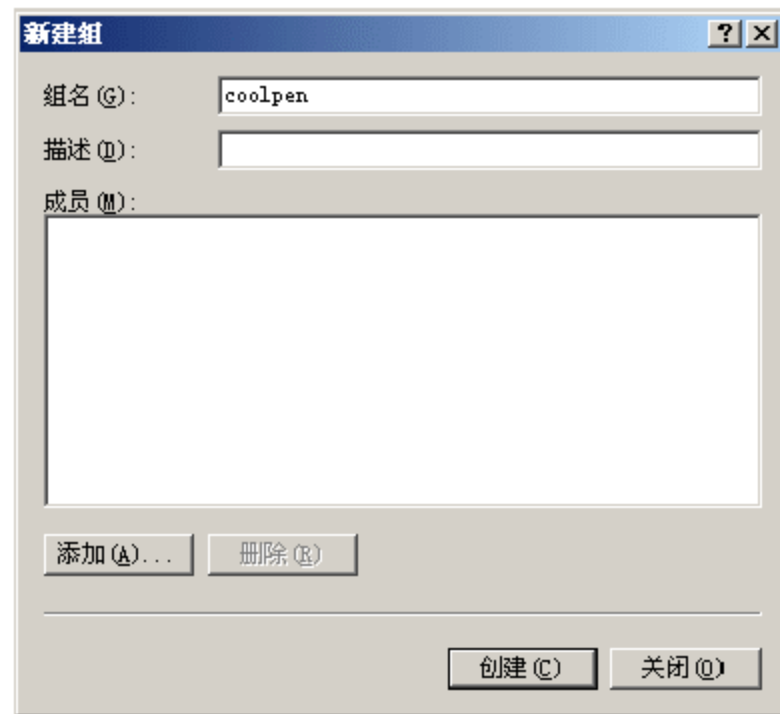 新建组
组名(G):
coolpen
描述(D):
成员(M):
添加(A)... 删除(R)
创建(C) 关闭(O)